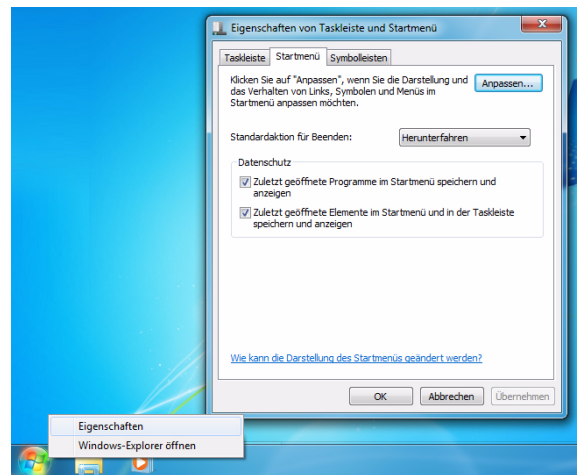 Eigenschaften von Taskleiste und Startmenü
Taskleiste Startmenü Symbolleisten
Klicken Sie auf "Anpassen", wenn Sie die Darstellung und
das Verhalten von Links, Symbolen und Menüs im
Startmenü anpassen möchten.
Anpassen...
Standardaktion für Beenden: Herunterfahren
Datenschutz
Zuletzt geöffnete Programme im Startmenü speichern und
anzeigen
Zuletzt geöffnete Elemente im Startmenü und in der Taskleiste
speichern und anzeigen
Wie kann die Darstellung des Startmenüs geändert werden?
OK Abbrechen Übernehmen
Eigenschaften
Windows-Explorer öffnen